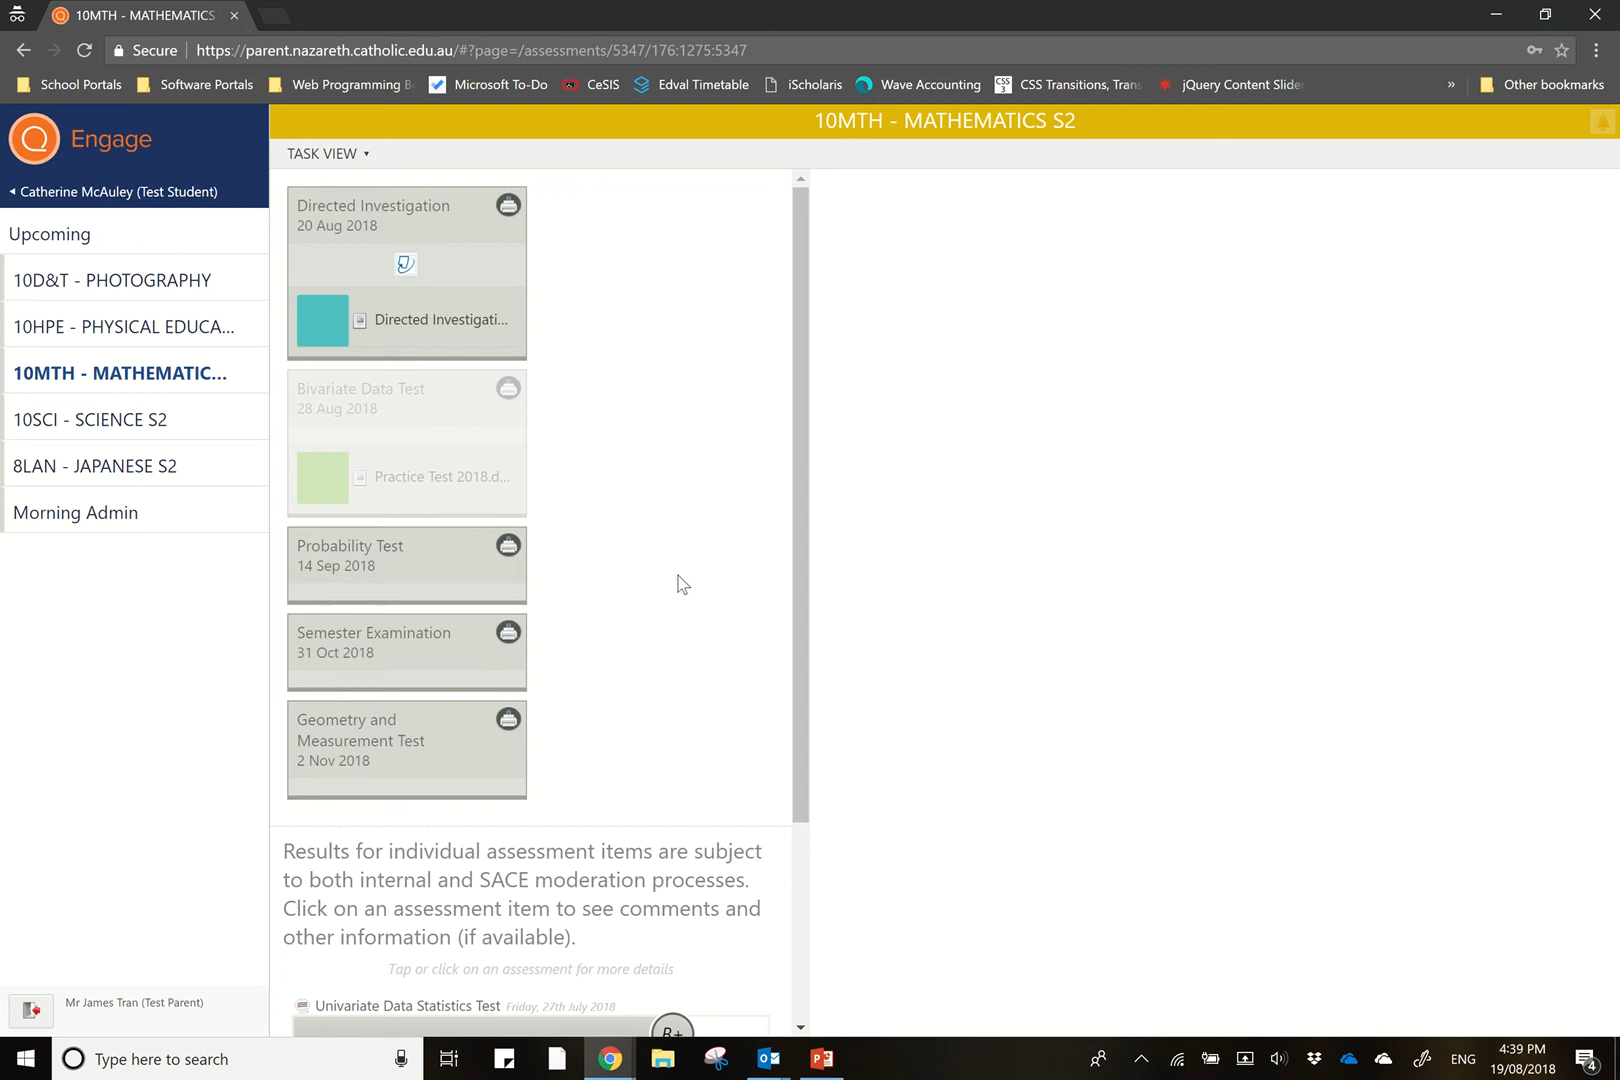 10MTH - MATHEMATICS
Secure
https://parent.nazareth.catholic.edu.au/#?page=/assessments/5347/176:1275:5347
School Portals
Software Portals
Web Programming B
Microsoft To-Do
CeSIS
Edval Timetable
CSS
3
iScholaris
Wave Accounting
CSS Transitions, Trans
jQuery Content Slide
»
Other bookmarks
Engage
Catherine McAuley (Test Student)
10MTH - MATHEMATICS S2
TASK VIEW
Upcoming
10D&T - PHOTOGRAPHY
10HPE - PHYSICAL EDUCA...
10MTH - MATHEMATIC...
10SCI - SCIENCE S2
8LAN - JAPANESE S2
Morning Admin
Directed Investigation
20 Aug 2018
Directed Investigati...
Bivariate Data Test
28 Aug 2018
Practice Test 2018.d...
Probability Test
14 Sep 2018
Semester Examination
31 Oct 2018
Geometry and
Measurement Test
2 Nov 2018
Results for individual assessment items are subject
to both internal and SACE moderation processes.
Click on an assessment item to see comments and
other information (if available).
Tap or click on an assessment for more details
Univariate Data Statistics Test Friday, 27th July 2018
B+
Mr James Tran (Test Parent)
Type here to search
ENG
4:39 PM
19/08/2018
4